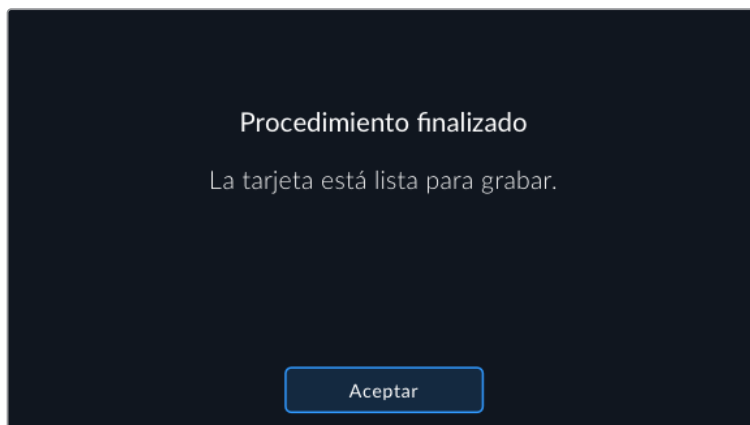 Procedimiento finalizado
La tarjeta está lista para grabar.
Aceptar